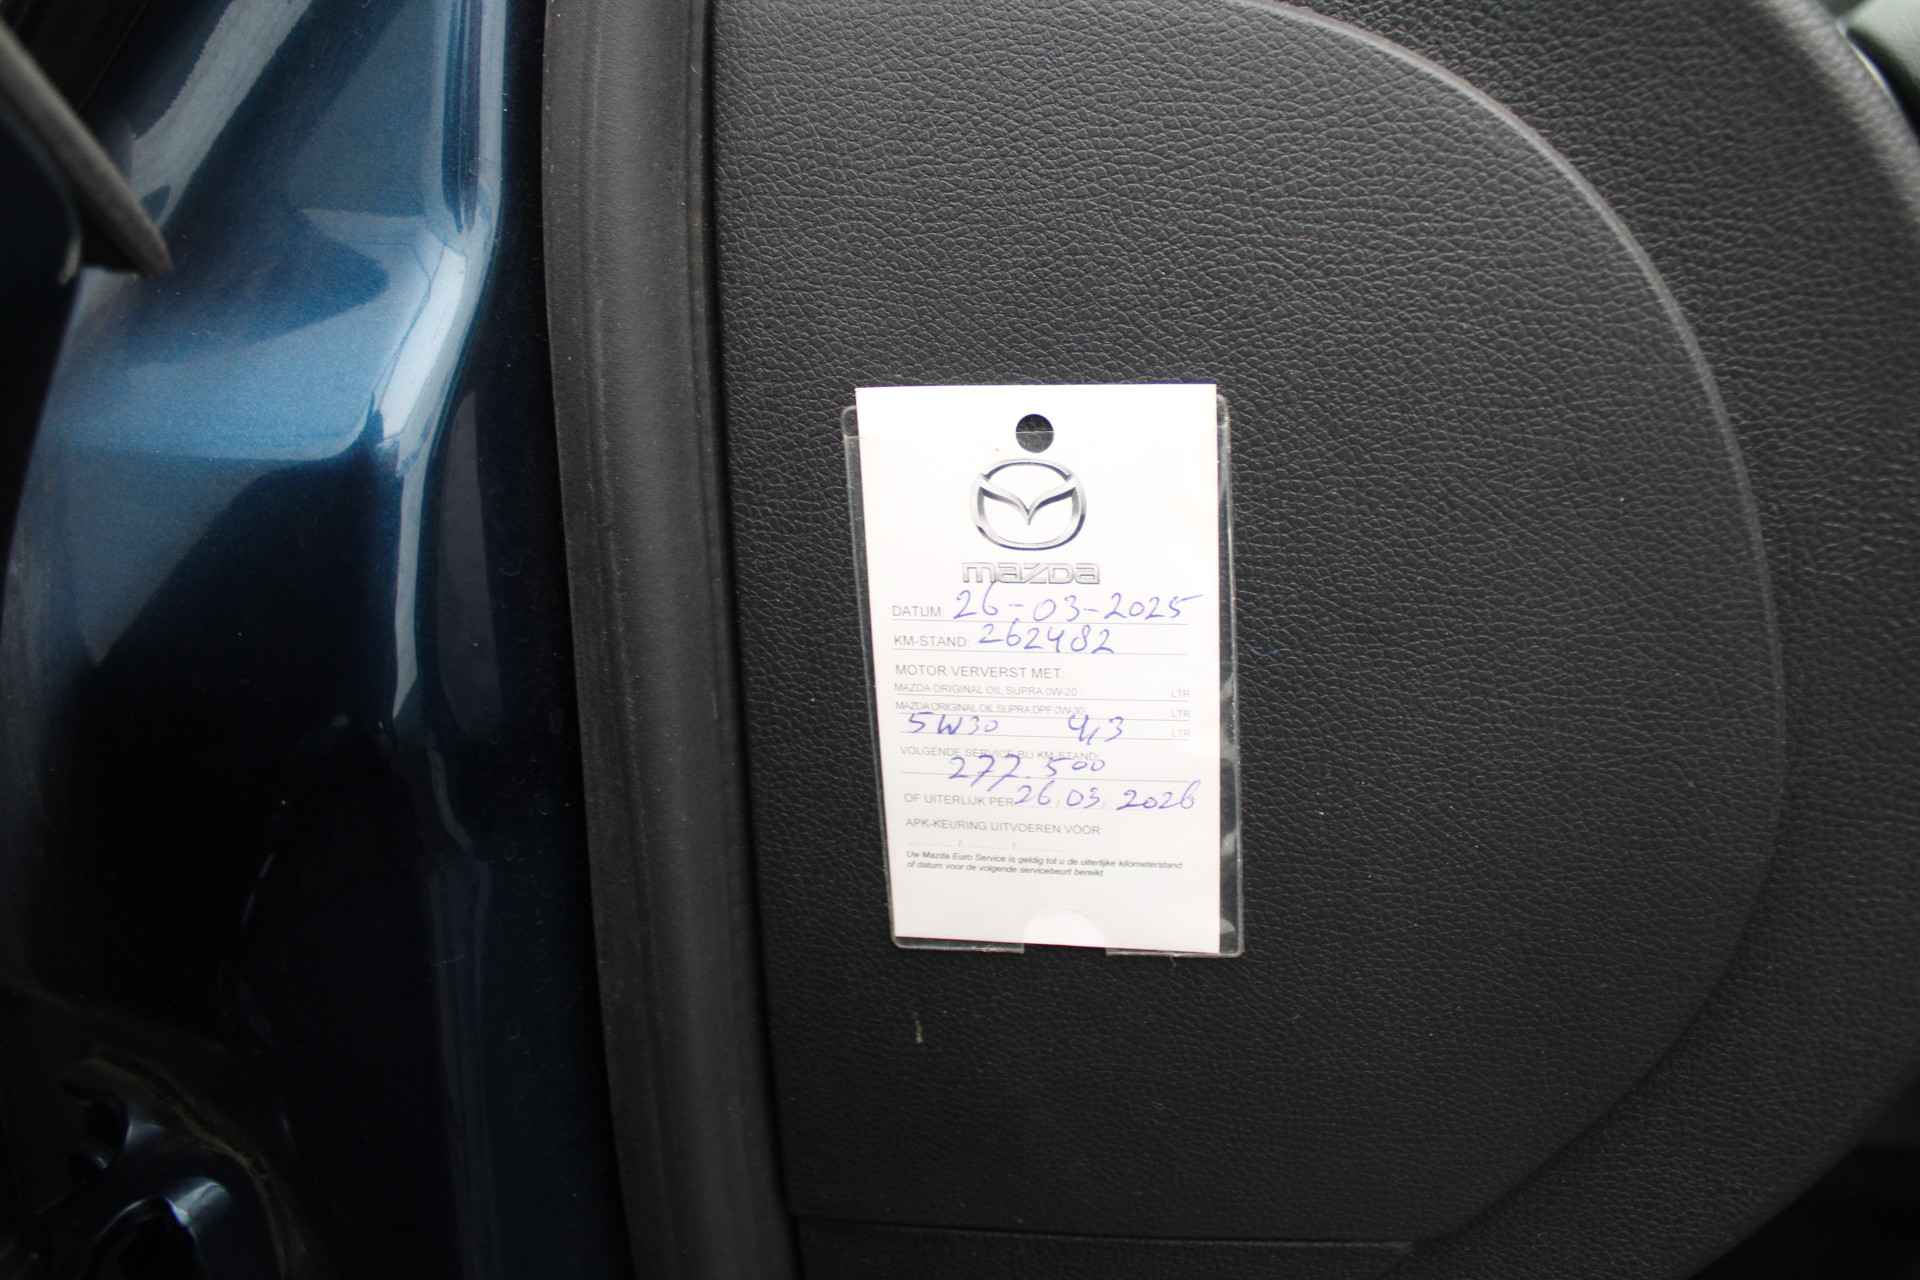 mazda
DATUM 26-03-2025
KM-STAND: 262482
MOTOR VERVERST MET:
MAZDA ORIGINAL OIL SUPRA 0W-20 LTR
MAZDA ORIGINAL OIL SUPRA DPF 0W-30 LTR
5W30 4,3 LTR
VOLGENDE SERVICE BIJ KM-STAND:
277.500
OF UITERLIJK PER 26/03/2026
APK-KEURING UITVOEREN VOOR
Uw Mazda Euro Service is geldig tot u de uiterlijke kilometerstand
of datum voor de volgende servicebeurt bereikt